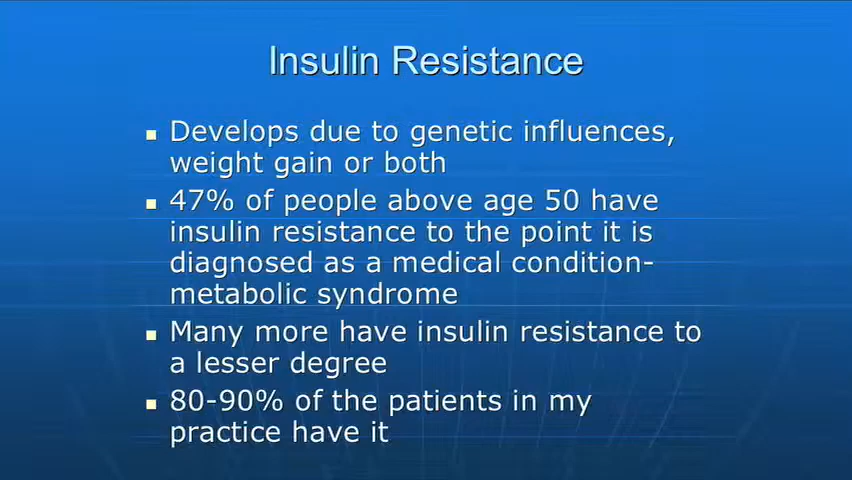 Insulin Resistance
Develops due to genetic influences,
weight gain or both
47% of people above age 50 have
insulin resistance to the point it is
diagnosed as a medical condition-
metabolic syndrome
Many more have insulin resistance to
a lesser degree
80-90% of the patients in my
practice have it